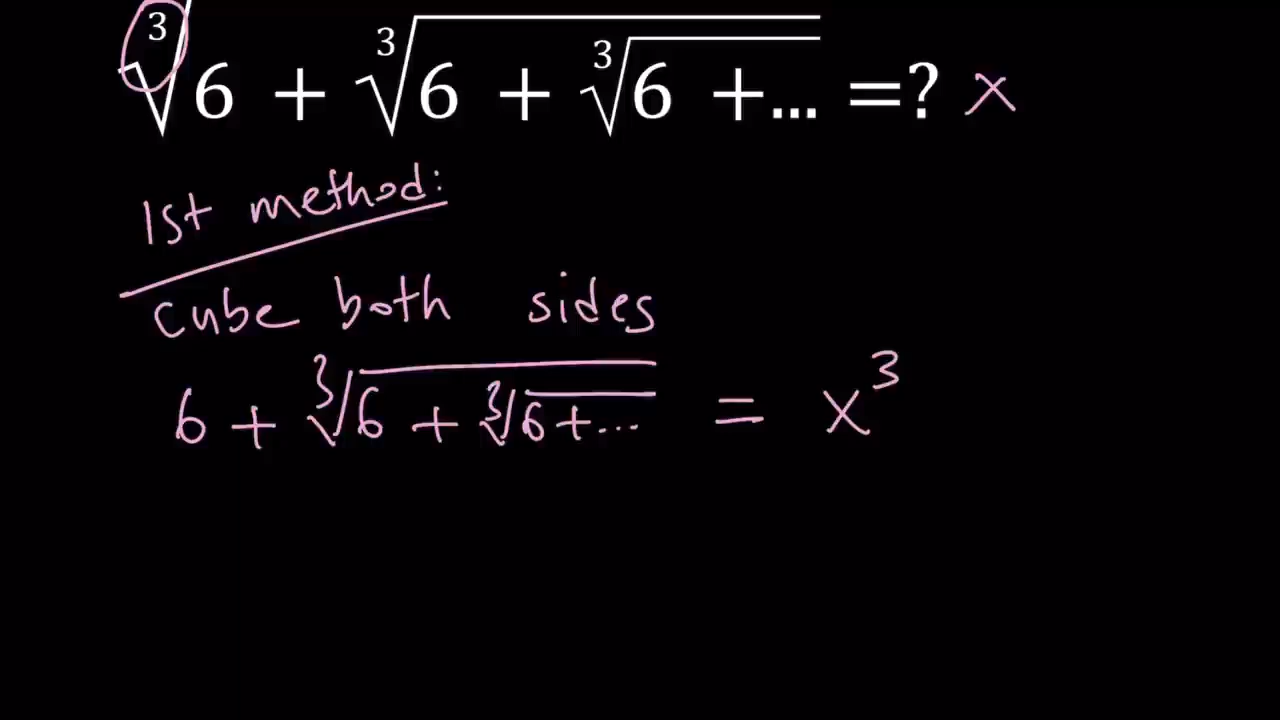 ∛6 + ∛6 + ∛6 +... =? x
1st method:
cube both sides
6 + ∛6 + ∛6+... = x³